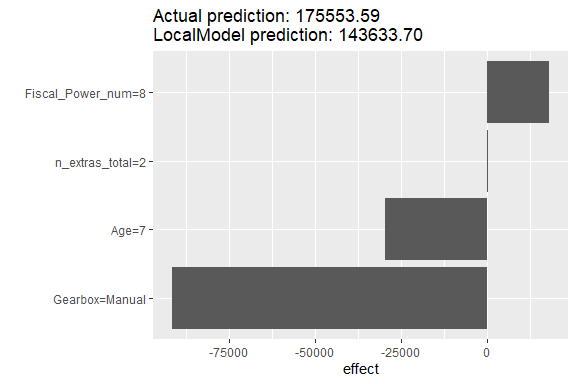 Actual prediction: 175553.59
LocalModel prediction: 143633.70
Fiscal_Power_num=8
n_extras_total=2
Age=7
Gearbox=Manual
-75000 -50000 -25000 0
effect